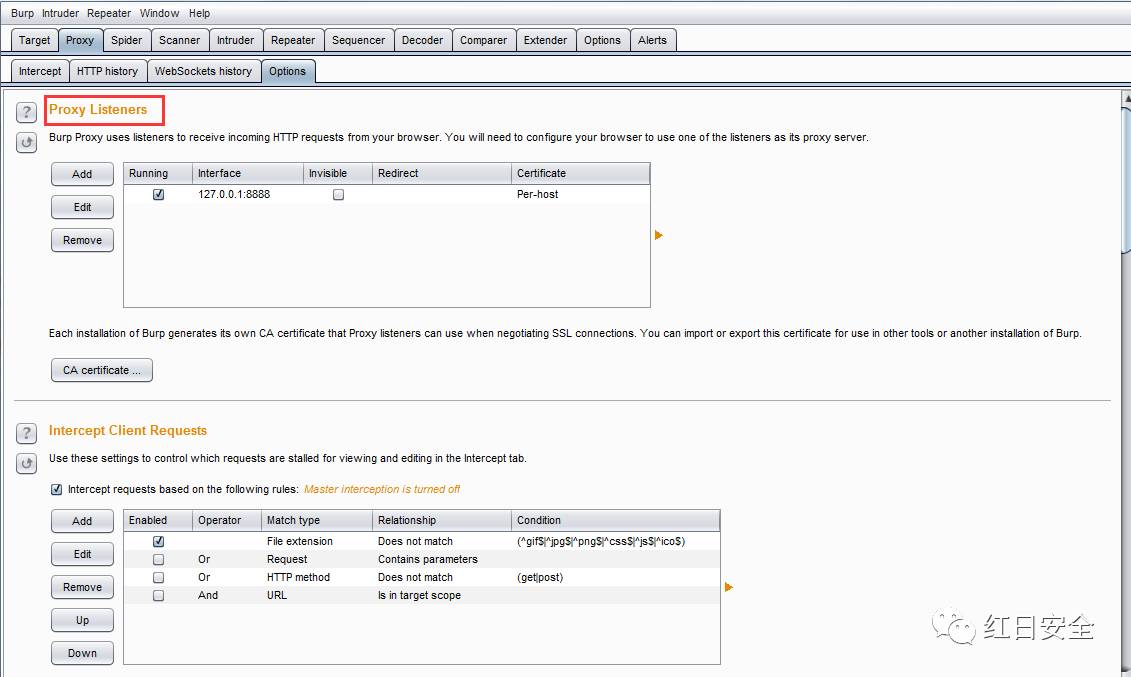 Burp Intruder Repeater Window Help
Target Proxy Spider Scanner Intruder Repeater Sequencer Decoder Comparer Extender Options Alerts
Intercept HTTP history WebSockets history Options
? Proxy Listeners
Burp Proxy uses listeners to receive incoming HTTP requests from your browser. You will need to configure your browser to use one of the listeners as its proxy server.
Add
Edit
Remove
Running Interface Invisible Redirect Certificate
127.0.0.1:8888 Per-host
Each installation of Burp generates its own CA certificate that Proxy listeners can use when negotiating SSL connections. You can import or export this certificate for use in other tools or another installation of Burp.
CA certificate ...
? Intercept Client Requests
Use these settings to control which requests are stalled for viewing and editing in the Intercept tab.
Intercept requests based on the following rules: Master interception is turned off
Add
Edit
Remove
Up
Down
Enabled Operator Match type Relationship Condition
File extension Does not match (^gif$|^jpg$|^png$|^css$|^js$|^ico$)
Or Request Contains parameters
Or HTTP method Does not match (get|post)
And URL Is in target scope
红日安全